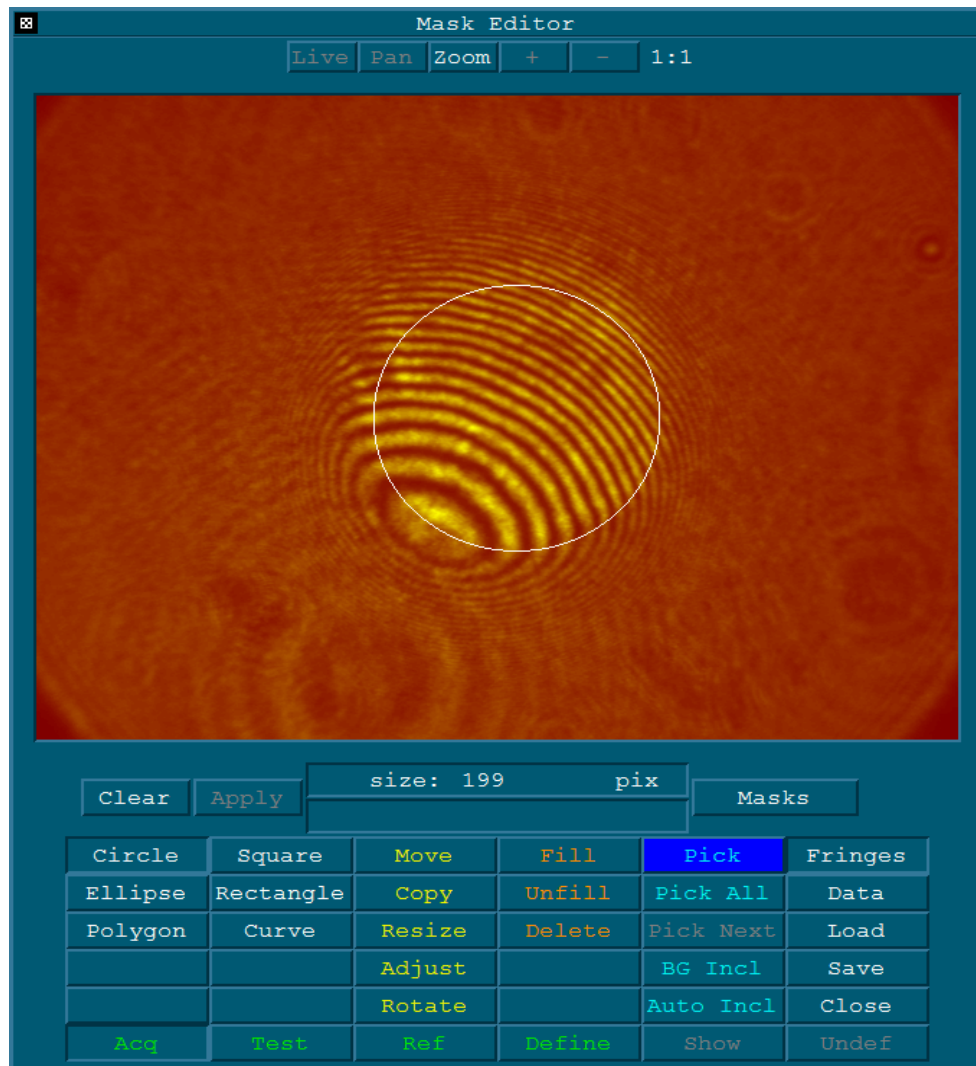 Mask Editor
Live Pan Zoom + - 1:1
size: 199 pix
Clear Apply Masks
Circle Square Move Fill Pick Fringes
Ellipse Rectangle Copy Unfill Pick All Data
Polygon Curve Resize Delete Pick Next Load
Adjust BG Incl Save
Rotate Auto Incl Close
Acq Test Ref Define Show Undef